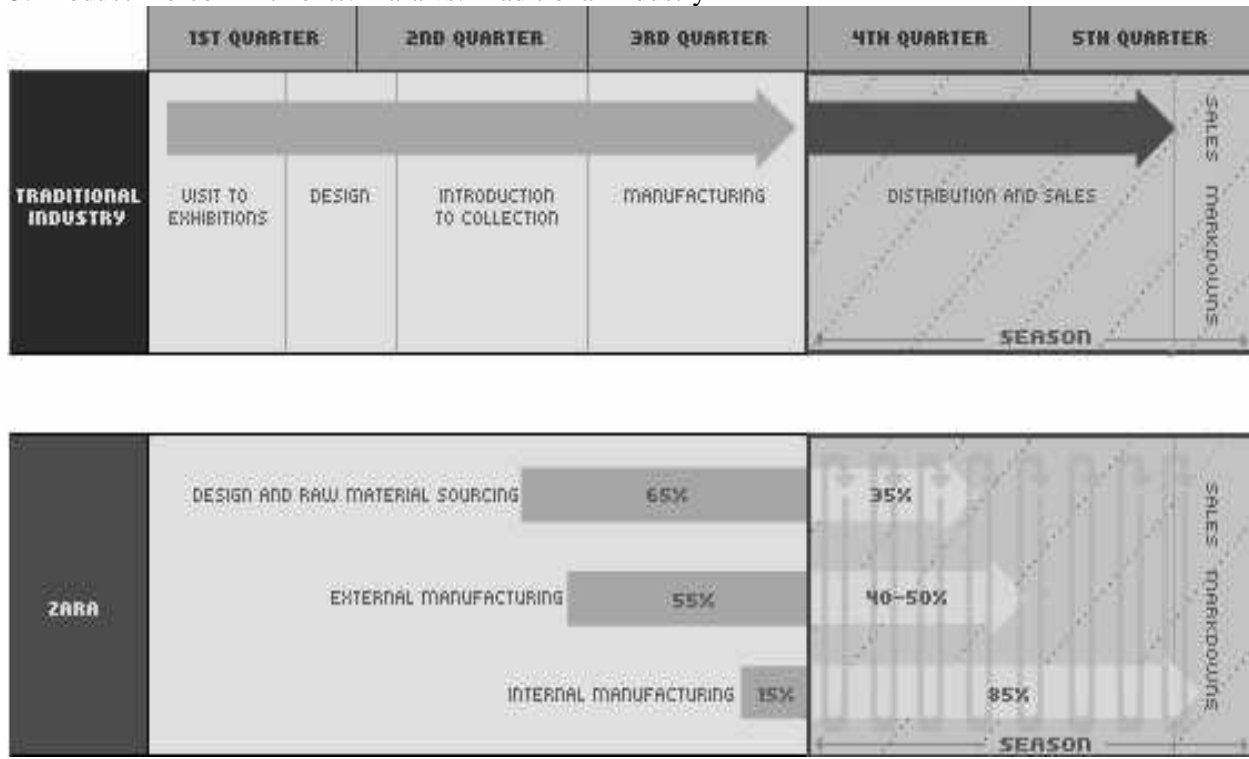 1ST QUARTER
2ND QUARTER
3RD QUARTER
4TH QUARTER
5TH QUARTER
TRADITIONAL
INDUSTRY
VISIT TO
EXHIBITIONS
DESIGN
INTRODUCTION
TO COLLECTION
MANUFACTURING
DISTRIBUTION AND SALES
SALES MARKDOWNS
SEASON
ZARA
DESIGN AND RAW MATERIAL SOURCING
65%
35%
EXTERNAL MANUFACTURING
55%
40-50%
INTERNAL MANUFACTURING
15%
85%
SALES MARKDOWNS
SEASON